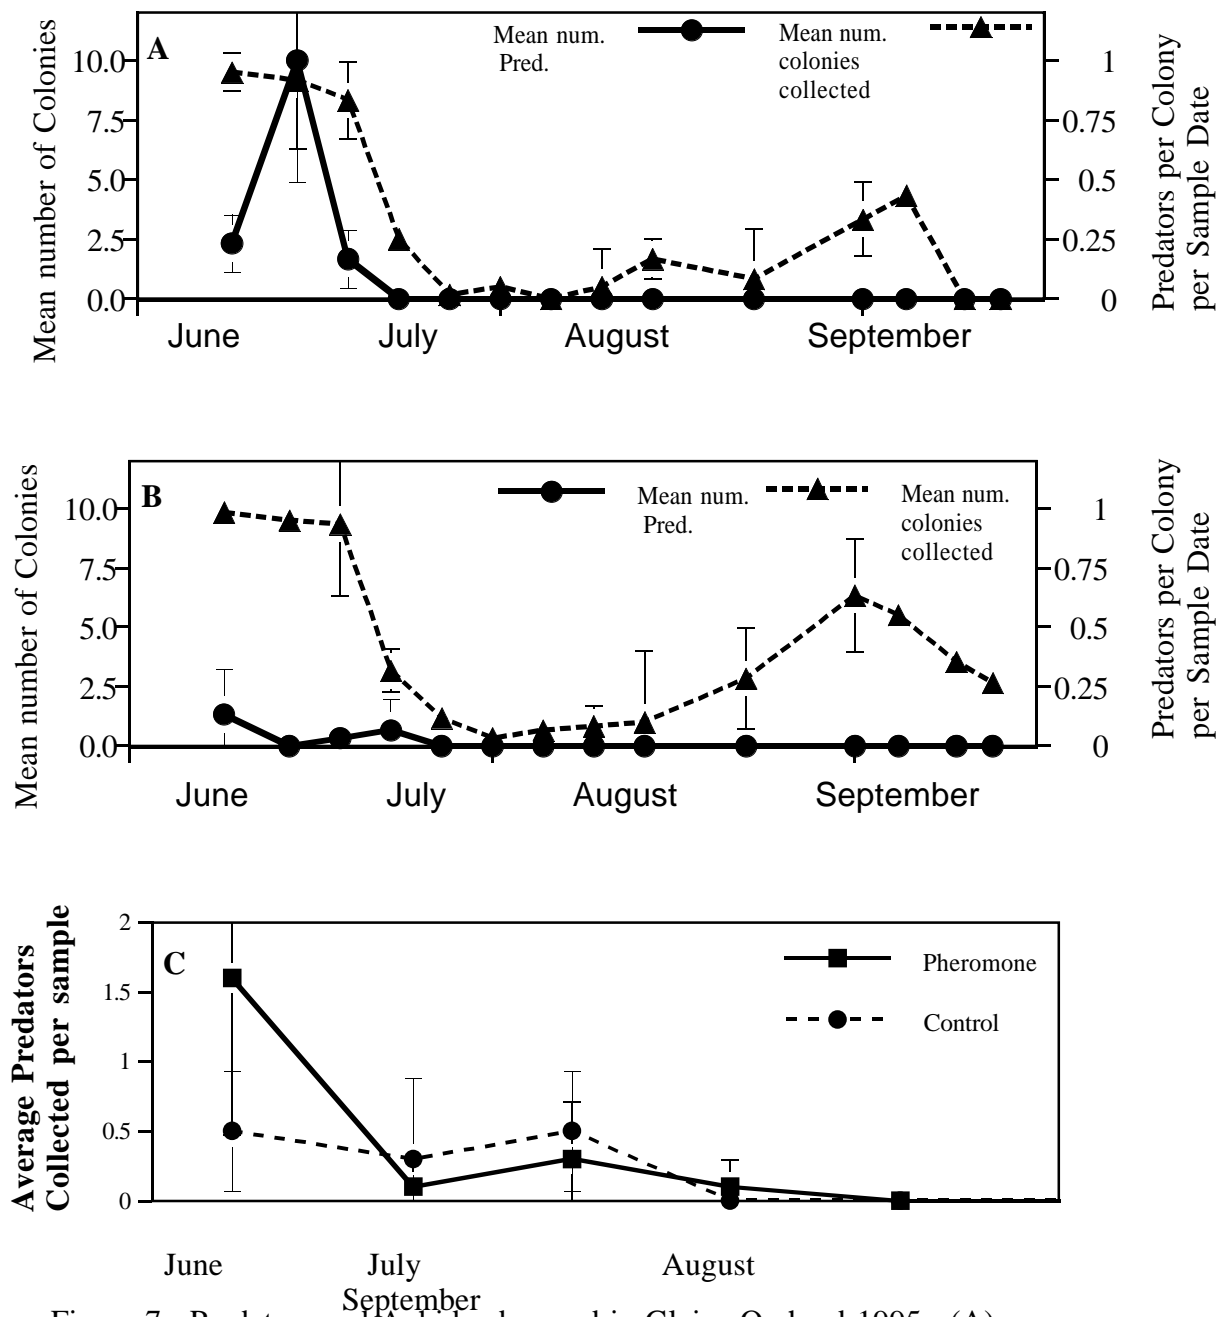 A
Mean num.
Pred.
Mean num.
colonies
collected
Mean number of Colonies
10.0
7.5
5.0
2.5
0.0
1
0.75
0.5
0.25
0
Predators per Colony
per Sample Date
June July August September
B
Mean num.
Pred.
Mean num.
colonies
collected
Mean number of Colonies
10.0
7.5
5.0
2.5
0.0
1
0.75
0.5
0.25
0
Predators per Colony
per Sample Date
June July August September
C
Pheromone
Control
Average Predators
Collected per sample
2
1.5
1
0.5
0
June July August
September